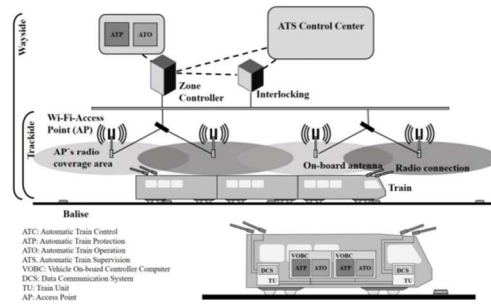 Wayside
Trackide
ATP
ATO
ATS Control Center
Zone
Controller
Interlocking
Wi-Fi-Access
Point (AP)
AP´s radio
coverage area
On-board antenna
Radio connection
Train
Balise
ATC: Automatic Train Control
ATP: Automatic Train Protection
ATO: Automatic Train Operation
ATS. Automatic Train Supervision
VOBC: Vehicle On-board Controller Computer
DCS: Data Communication System
TU: Train Unit
AP: Access Point
VOBC
VOBC
ATP
ATO
ATP
ATO
DCS
TU
DCS
TU